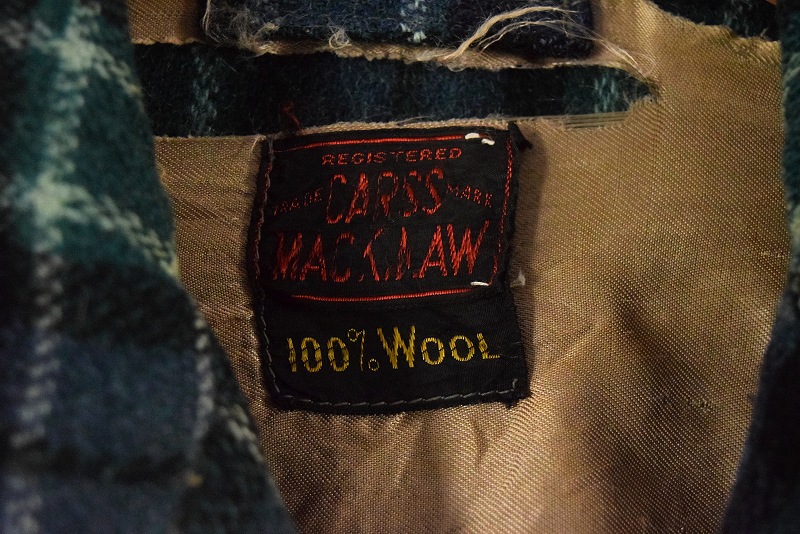 REGISTERED
TRADE CARSS MARK
MACKINAW
100% WOOL